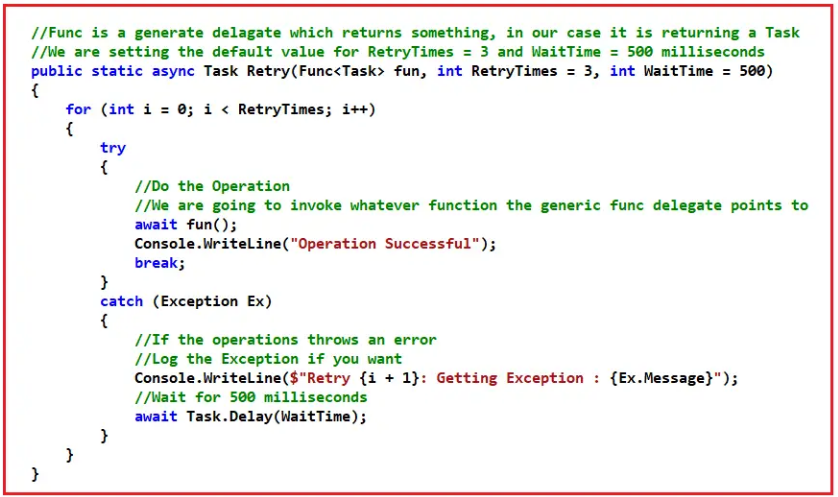 //Func is a generate delagate which returns something, in our case it is returning a Task
//We are setting the default value for RetryTimes = 3 and WaitTime = 500 milliseconds
public static async Task Retry(Func<Task> fun, int RetryTimes = 3, int WaitTime = 500)
{
    for (int i = 0; i < RetryTimes; i++)
    {
        try
        {
            //Do the Operation
            //We are going to invoke whatever function the generic func delegate points to
            await fun();
            Console.WriteLine("Operation Successful");
            break;
        }
        catch (Exception Ex)
        {
            //If the operations throws an error
            //Log the Exception if you want
            Console.WriteLine($"Retry {i + 1}: Getting Exception : {Ex.Message}");
            //Wait for 500 milliseconds
            await Task.Delay(WaitTime);
        }
    }
}